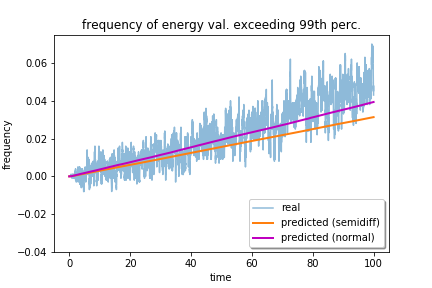 frequency of energy val. exceeding 99th perc.
0.06
0.04
0.02
0.00
−0.02
−0.04
frequency
0
20
40
60
80
100
time
real
predicted (semidiff)
predicted (normal)